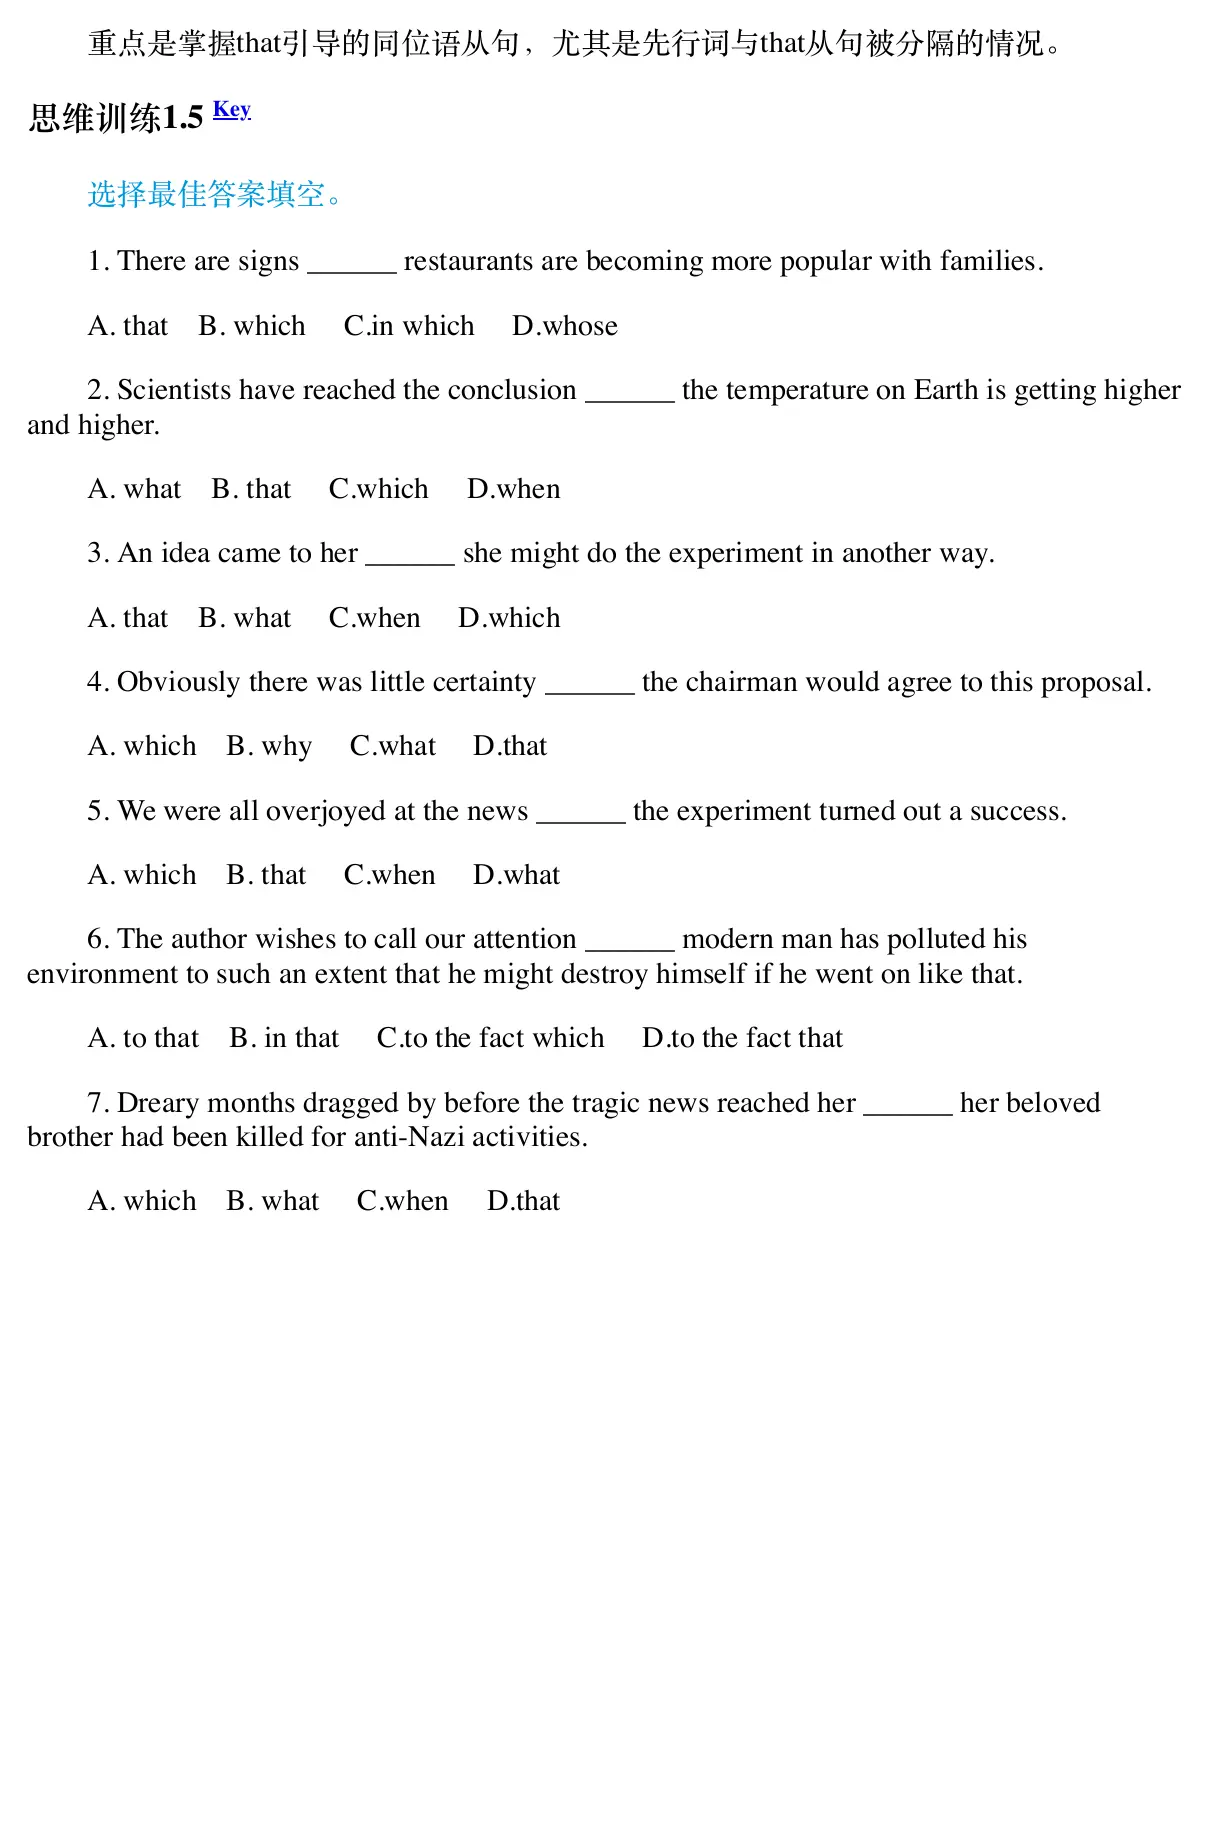 重点是掌握that引导的同位语从句，尤其是先行词与that从句被分隔的情况。
思维训练1.5 Key
选择最佳答案填空。
1. There are signs ______ restaurants are becoming more popular with families.
A. that B. which C.in which D.whose
2. Scientists have reached the conclusion ______ the temperature on Earth is getting higher
and higher.
A. what B. that C.which D.when
3. An idea came to her ______ she might do the experiment in another way.
A. that B. what C.when D.which
4. Obviously there was little certainty ______ the chairman would agree to this proposal.
A. which B. why C.what D.that
5. We were all overjoyed at the news ______ the experiment turned out a success.
A. which B. that C.when D.what
6. The author wishes to call our attention ______ modern man has polluted his
environment to such an extent that he might destroy himself if he went on like that.
A. to that B. in that C.to the fact which D.to the fact that
7. Dreary months dragged by before the tragic news reached her ______ her beloved
brother had been killed for anti-Nazi activities.
A. which B. what C.when D.that